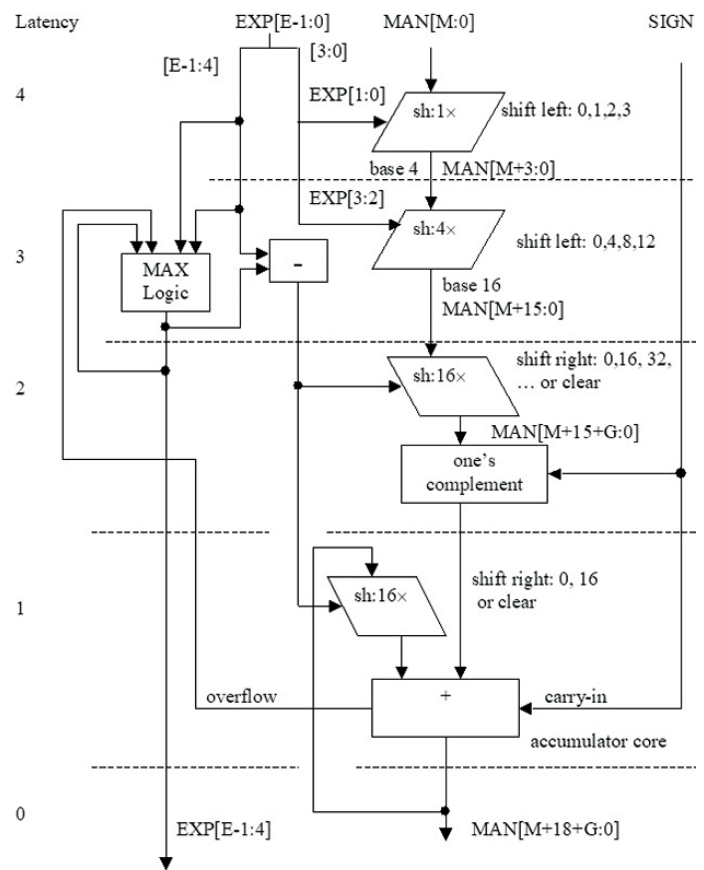 Latency
EXP[E-1:0]
MAN[M:0]
SIGN
[E-1:4]
[3:0]
4
EXP[1:0]
sh:1×
shift left: 0,1,2,3
base 4
MAN[M+3:0]
EXP[3:2]
sh:4×
shift left: 0,4,8,12
3
MAX
Logic
-
base 16
MAN[M+15:0]
2
sh:16×
shift right: 0,16, 32,
… or clear
MAN[M+15+G:0]
one's
complement
1
sh:16×
shift right: 0, 16
or clear
overflow
+
carry-in
accumulator core
0
EXP[E-1:4]
MAN[M+18+G:0]